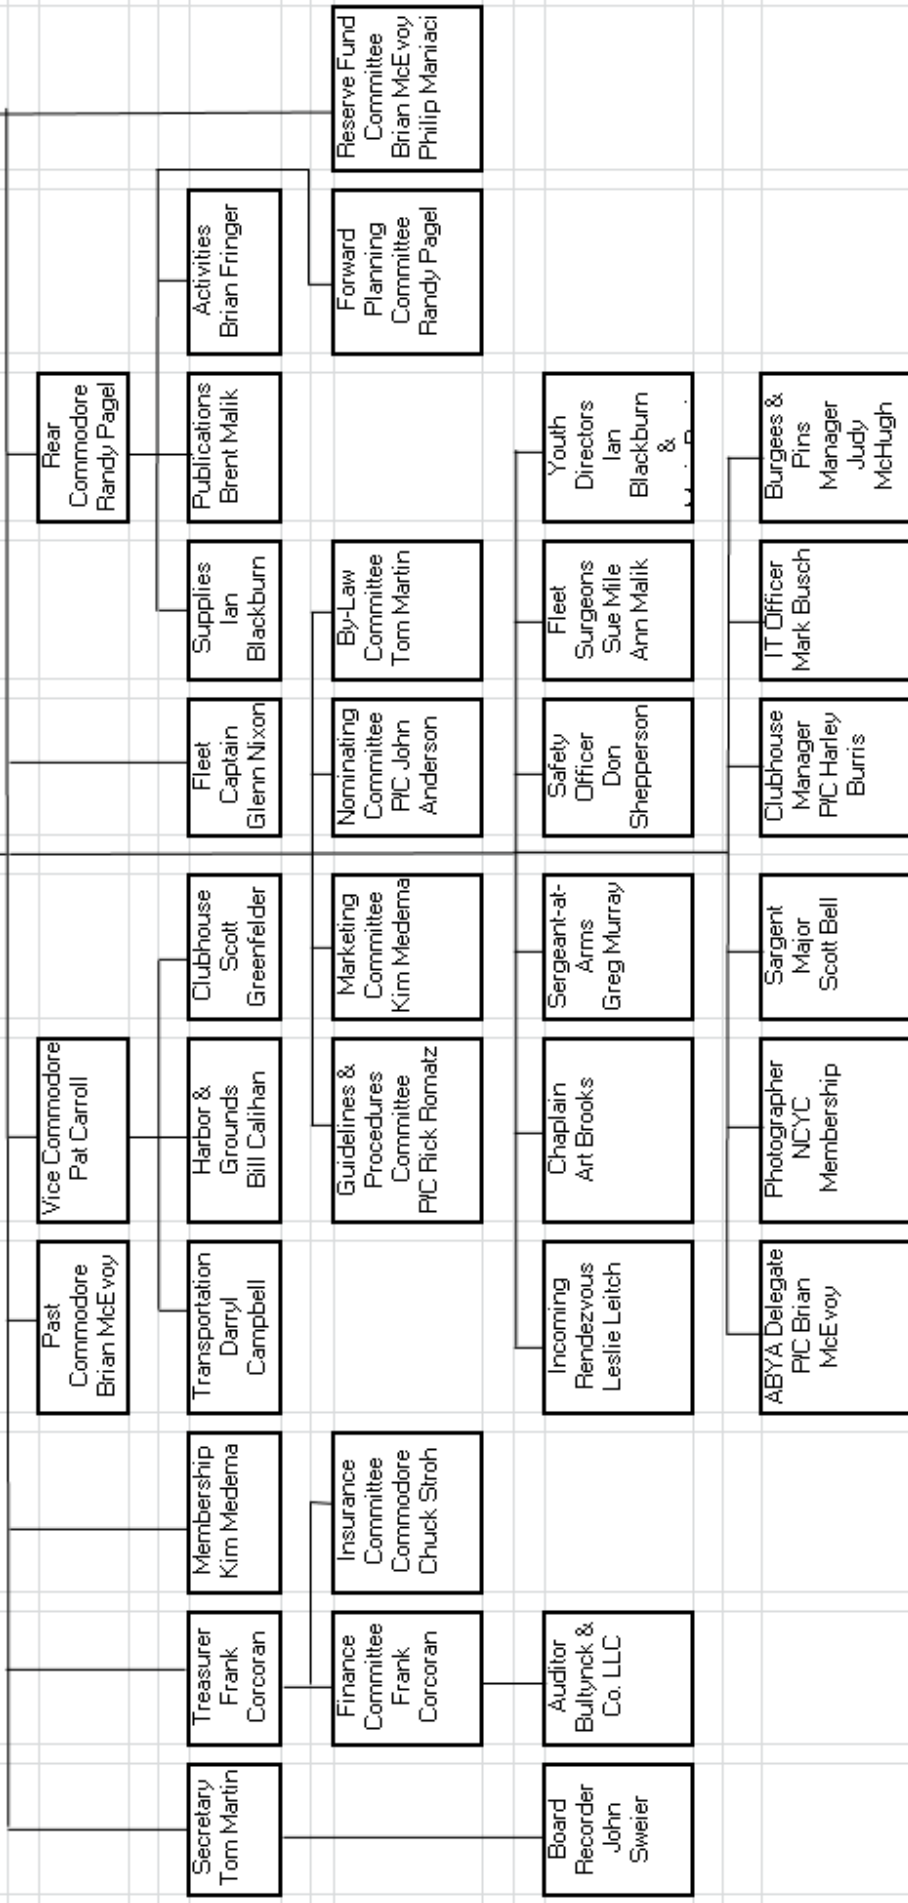 Past
Commodore
Brian McEvoy
Vice Commodore
Pat Carroll
Rear
Commodore
Randy Pagel
Secretary
Tom Martin
Treasurer
Frank
Corcoran
Membership
Kim Medema
Transportation
Darryl
Campbell
Harbor &
Grounds
Bill Calihan
Clubhouse
Scott
Greenfelder
Fleet
Captain
Glenn Nixon
Supplies
Ian
Blackburn
Publications
Brent Malik
Activities
Brian Fringer
Finance
Committee
Frank
Corcoran
Insurance
Committee
Commodore
Chuck Stroh
Guidelines &
Procedures
Committee
P/C Rick Romatz
Marketing
Committee
Kim Medema
Nominating
Committee
P/C John
Anderson
By-Law
Committee
Tom Martin
Forward
Planning
Committee
Randy Pagel
Reserve Fund
Committee
Brian McEvoy
Philip Maniaci
Board
Recorder
John
Sweier
Auditor
Bultynck &
Co. LLC
Incoming
Rendezvous
Leslie Leitch
Chaplain
Art Brooks
Sergeant-at-
Arms
Greg Murray
Safety
Officer
Don
Shepperson
Fleet
Surgeons
Sue Mile
Ann Malik
Youth
Directors
Ian
Blackburn
&
ABYA Delegate
P/C Brian
McEvoy
Photographer
NCYC
Membership
Sargent
Major
Scott Bell
Clubhouse
Manager
P/C Harley
Burris
IT Officer
Mark Busch
Burgees &
Pins
Manager
Judy
McHugh